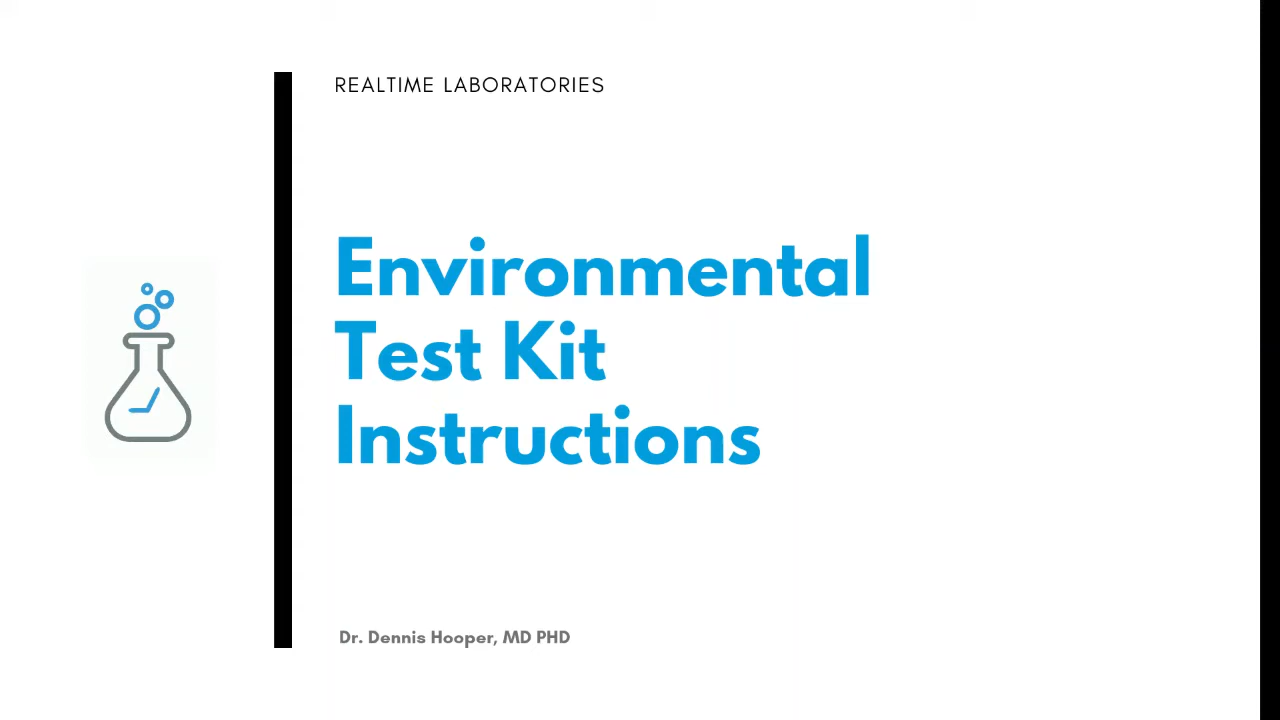 REALTIME LABORATORIES
Environmental
Test Kit
Instructions
Dr. Dennis Hooper, MD PHD